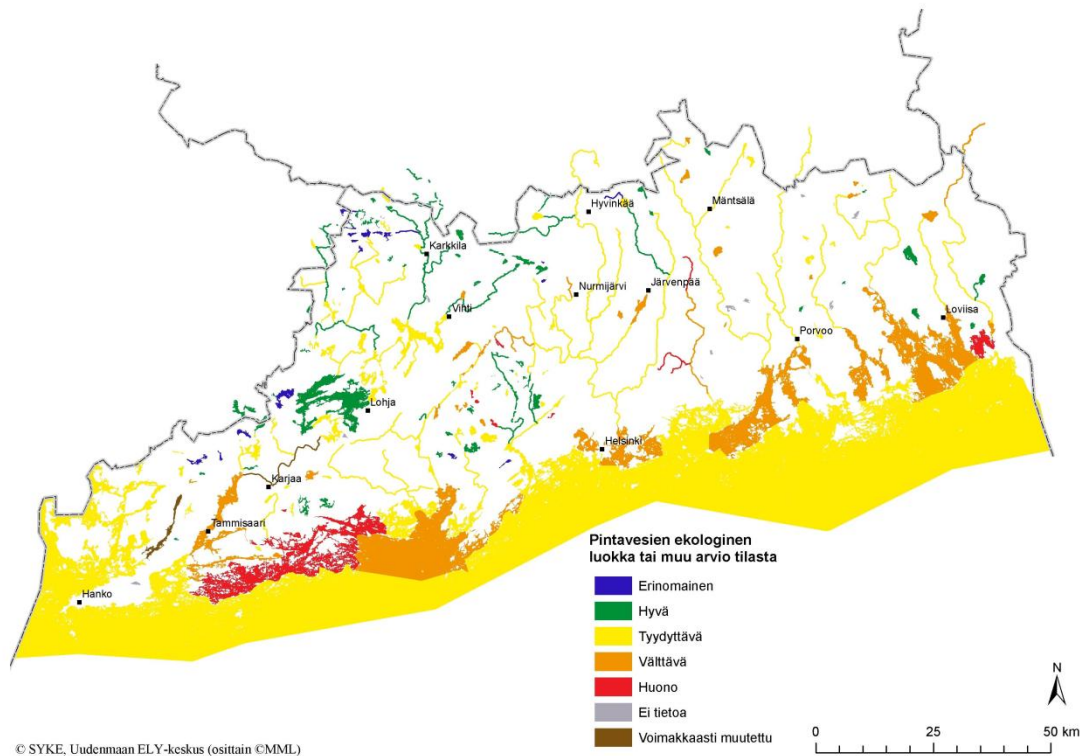 Hyvinkää
Mäntsälä
Karkkila
Nurmijärvi
Järvenpää
Vihti
Loviisa
Porvoo
Lohja
Helsinki
Karjaa
Tammisaari
Hanko
Pintavesien ekologinen
luokka tai muu arvio tilasta
Erinomainen
Hyvä
Tyydyttävä
Välttävä
Huono
Ei tietoa
Voimakkaasti muutettu
N
0 25 50 km
© SYKE, Uudenmaan ELY-keskus (osittain ©MML)